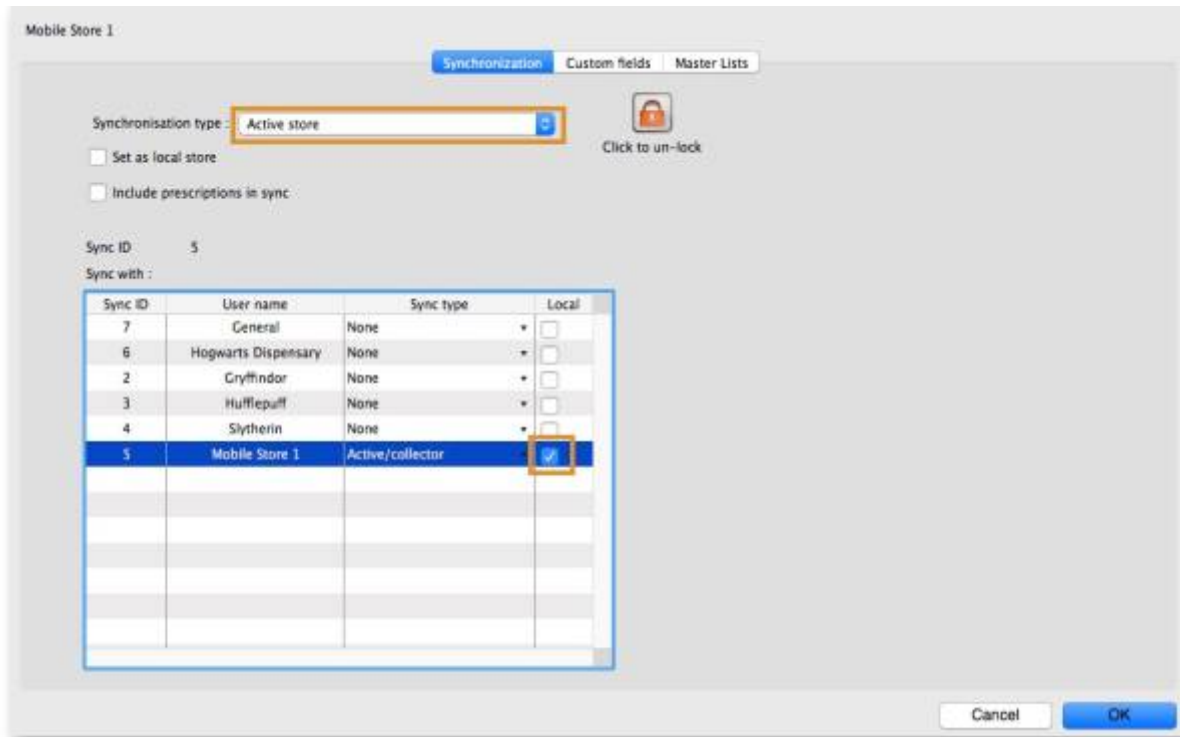 Mobile Store 1
Synchronization Custom fields Master Lists
Synchronisation type : Active store
Click to un-lock
Set as local store
Include prescriptions in sync
Sync ID 5
Sync with :
Sync ID User name Sync type Local
7 General None
6 Hogwarts Dispensary None
2 Gryffindor None
3 Hufflepuff None
4 Slytherin None
5 Mobile Store 1 Active/collector
Cancel OK